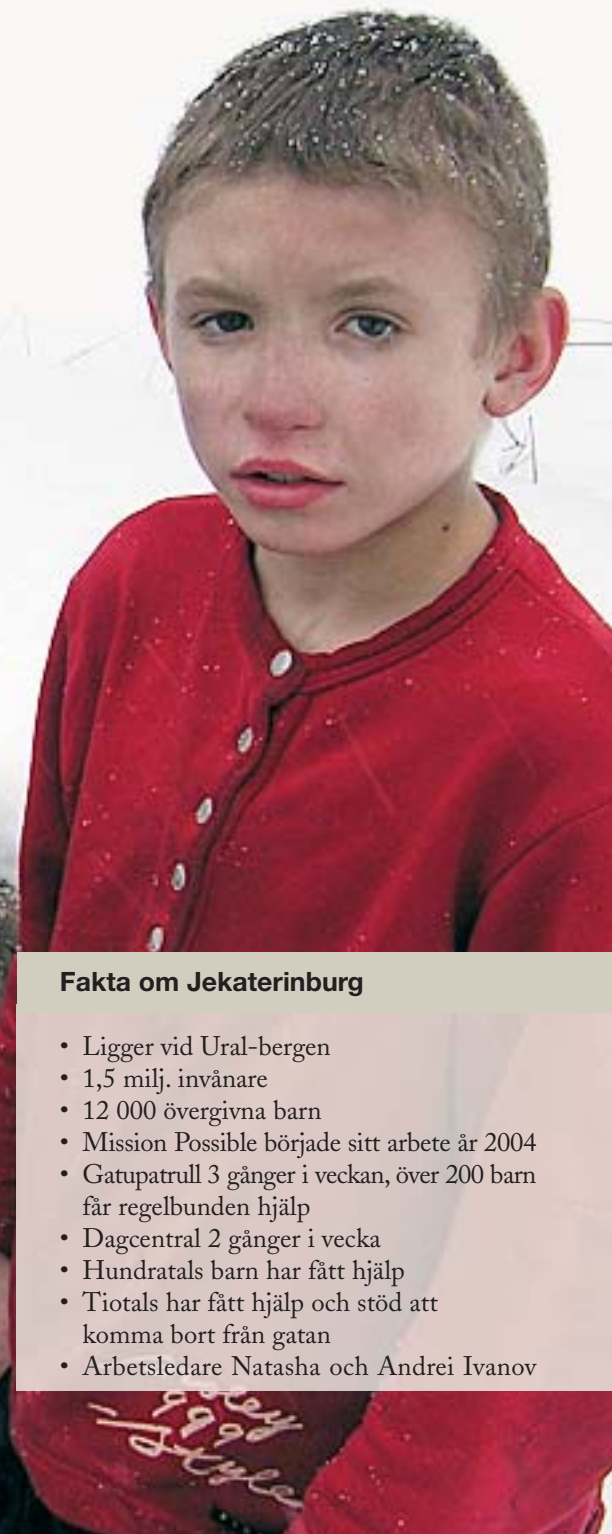 Fakta om Jekaterinburg
• Ligger vid Ural-bergen
• 1,5 milj. invånare
• 12 000 övergivna barn
• Mission Possible började sitt arbete år 2004
• Gatupatrull 3 gånger i veckan, över 200 barn
får regelbunden hjälp
• Dagcentral 2 gånger i vecka
• Hundratals barn har fått hjälp
• Tiotals har fått hjälp och stöd att
komma bort från gatan
• Arbetsledare Natasha och Andrei Ivanov
999
Style